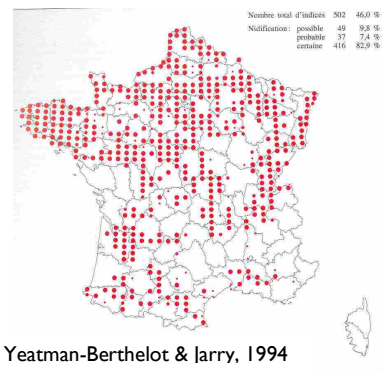 Nombre total d'indices 502 46,0 %
Nidification: possible 49 9,8 %
probable 37 7,4 %
certaine 416 82,9 %
Yeatman-Berthelot & Jarry, 1994